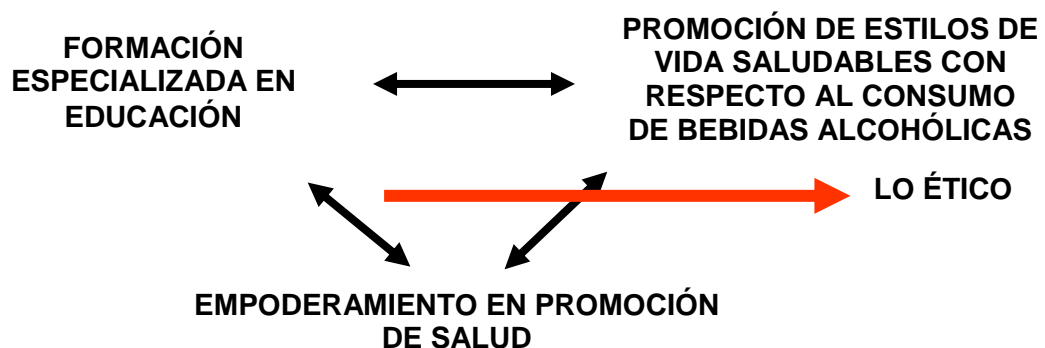 FORMACIÓN
ESPECIALIZADA EN
EDUCACIÓN
PROMOCIÓN DE ESTILOS DE
VIDA SALUDABLES CON
RESPECTO AL CONSUMO
DE BEBIDAS ALCOHÓLICAS
LO ÉTICO
EMPODERAMIENTO EN PROMOCIÓN
DE SALUD